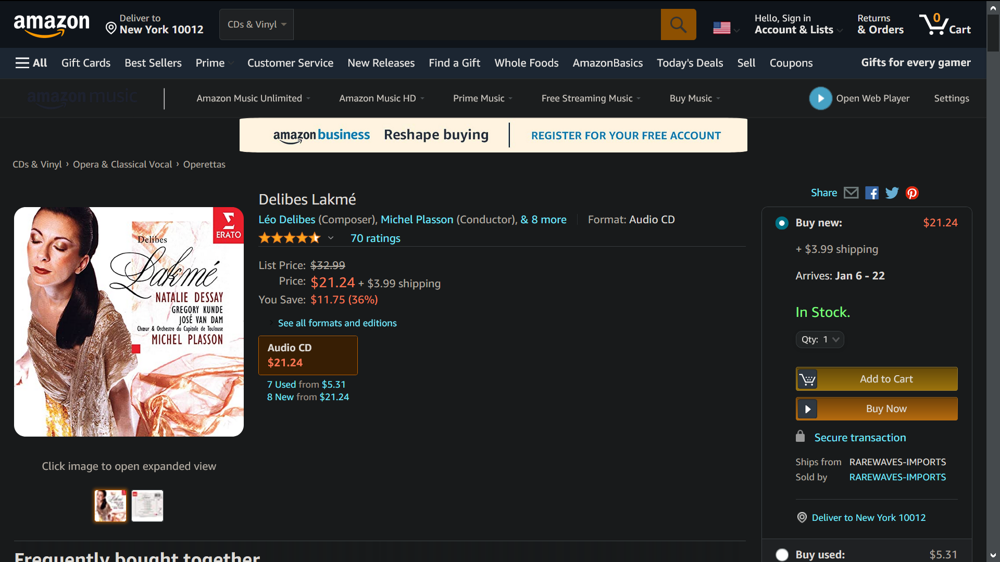 amazon
Deliver to
New York 10012
CDs & Vinyl
Hello, Sign in
Account & Lists
Returns
& Orders
0
Cart
All
Gift Cards
Best Sellers
Prime
Customer Service
New Releases
Find a Gift
Whole Foods
AmazonBasics
Today's Deals
Sell
Coupons
Gifts for every gamer
amazon music
Amazon Music Unlimited
Amazon Music HD
Prime Music
Free Streaming Music
Buy Music
Open Web Player
Settings
amazon business Reshape buying
REGISTER FOR YOUR FREE ACCOUNT
CDs & Vinyl › Opera & Classical Vocal › Operettas
ERATO
Delibes
Lakmé
NATALIE DESSAY
GREGORY KUNDE
JOSÉ VAN DAM
Chœur & Orchestre du Capitole de Toulouse
MICHEL PLASSON
Click image to open expanded view
Delibes Lakmé
Léo Delibes (Composer), Michel Plasson (Conductor), & 8 more
Format: Audio CD
70 ratings
List Price: $32.99
Price: $21.24 + $3.99 shipping
You Save: $11.75 (36%)
See all formats and editions
Audio CD
$21.24
7 Used from $5.31
8 New from $21.24
Share
Buy new: $21.24
+ $3.99 shipping
Arrives: Jan 6 - 22
In Stock.
Qty: 1
Add to Cart
Buy Now
Secure transaction
Ships from RAREWAVES-IMPORTS
Sold by RAREWAVES-IMPORTS
Deliver to New York 10012
Buy used: $5.31
Frequently bought together